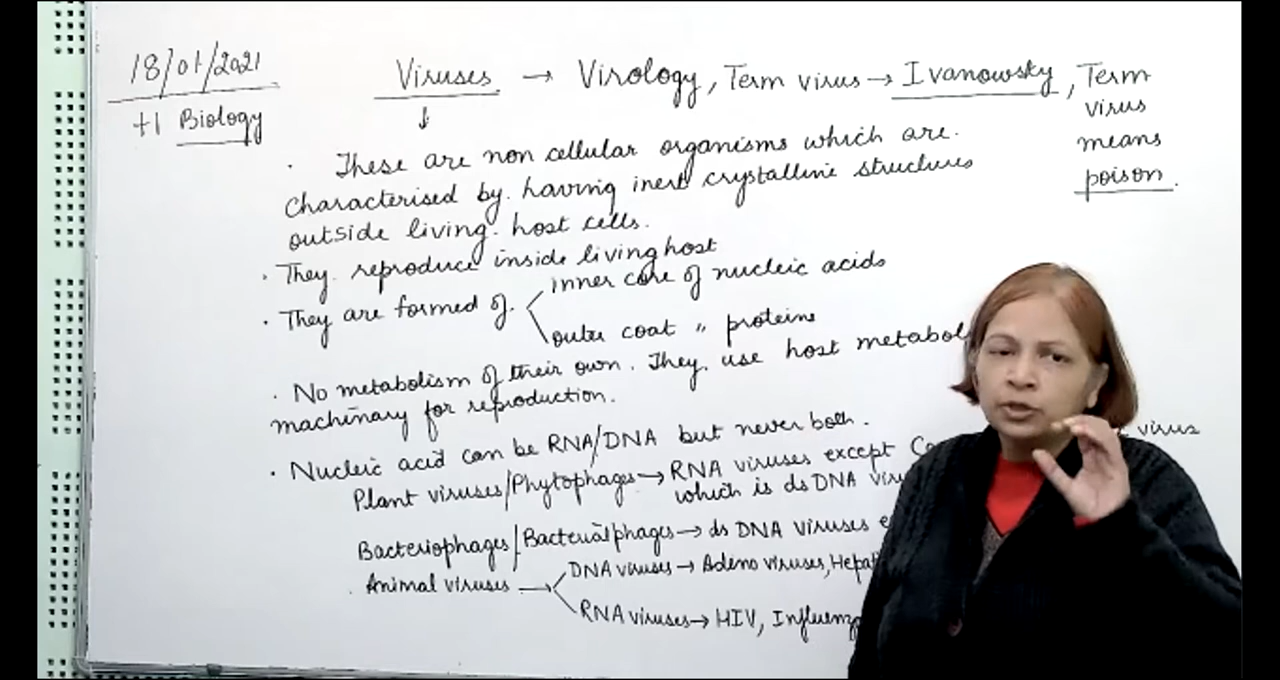 18/01/2021
+1 Biology
Viruses → Virology, Term virus → Ivanowsky, Term
virus
means
poison.
↓
· These are non cellular organisms which are.
characterised by. having inert crystalline structures
outside living. host cells.
· They. reproduce inside living host
· They are formed of. inner core of nucleic acids
outer coat " proteins
· No metabolism of their own. They. use host metabol
machinary for reproduction.
· Nucleic acid can be RNA/DNA but never both.
Plant viruses/Phytophages → RNA viruses except virus
which is ds DNA
Bacteriophages/Bacterialphages → ds DNA viruses
Animal viruses → DNA viruses → Adeno viruses,
RNA viruses → HIV,